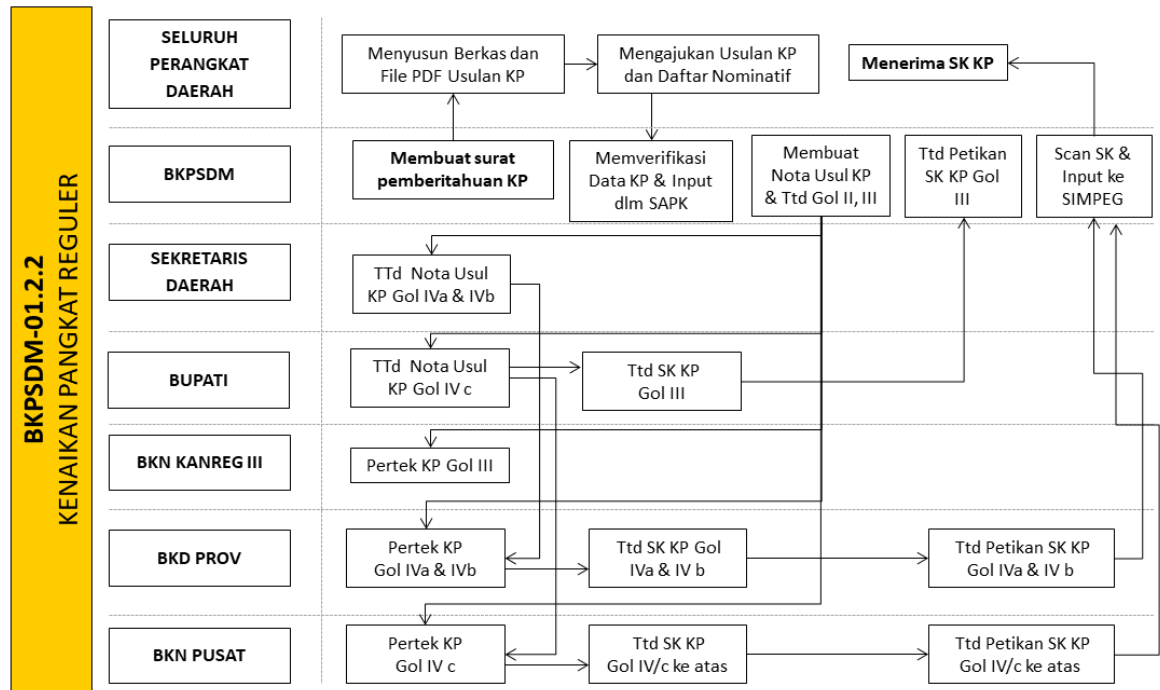 BKPSDM-01.2.2
KENAIKAN PANGKAT REGULER
SELURUH
PERANGKAT
DAERAH
Menyusun Berkas dan
File PDF Usulan KP
Mengajukan Usulan KP
dan Daftar Nominatif
Menerima SK KP
BKPSDM
Membuat surat
pemberitahuan KP
Memverifikasi
Data KP & Input
dlm SAPK
Membuat
Nota Usul KP
& Ttd Gol II, III
Ttd Petikan
SK KP Gol
III
Scan SK &
Input ke
SIMPEG
SEKRETARIS
DAERAH
TTd Nota Usul
KP Gol IVa & IVb
BUPATI
TTd Nota Usul
KP Gol IV c
Ttd SK KP
Gol III
BKN KANREG III
Pertek KP Gol III
BKD PROV
Pertek KP
Gol IVa & IVb
Ttd SK KP Gol
IVa & IV b
Ttd Petikan SK KP
Gol IVa & IV b
BKN PUSAT
Pertek KP
Gol IV c
Ttd SK KP
Gol IV/c ke atas
Ttd Petikan SK KP
Gol IV/c ke atas